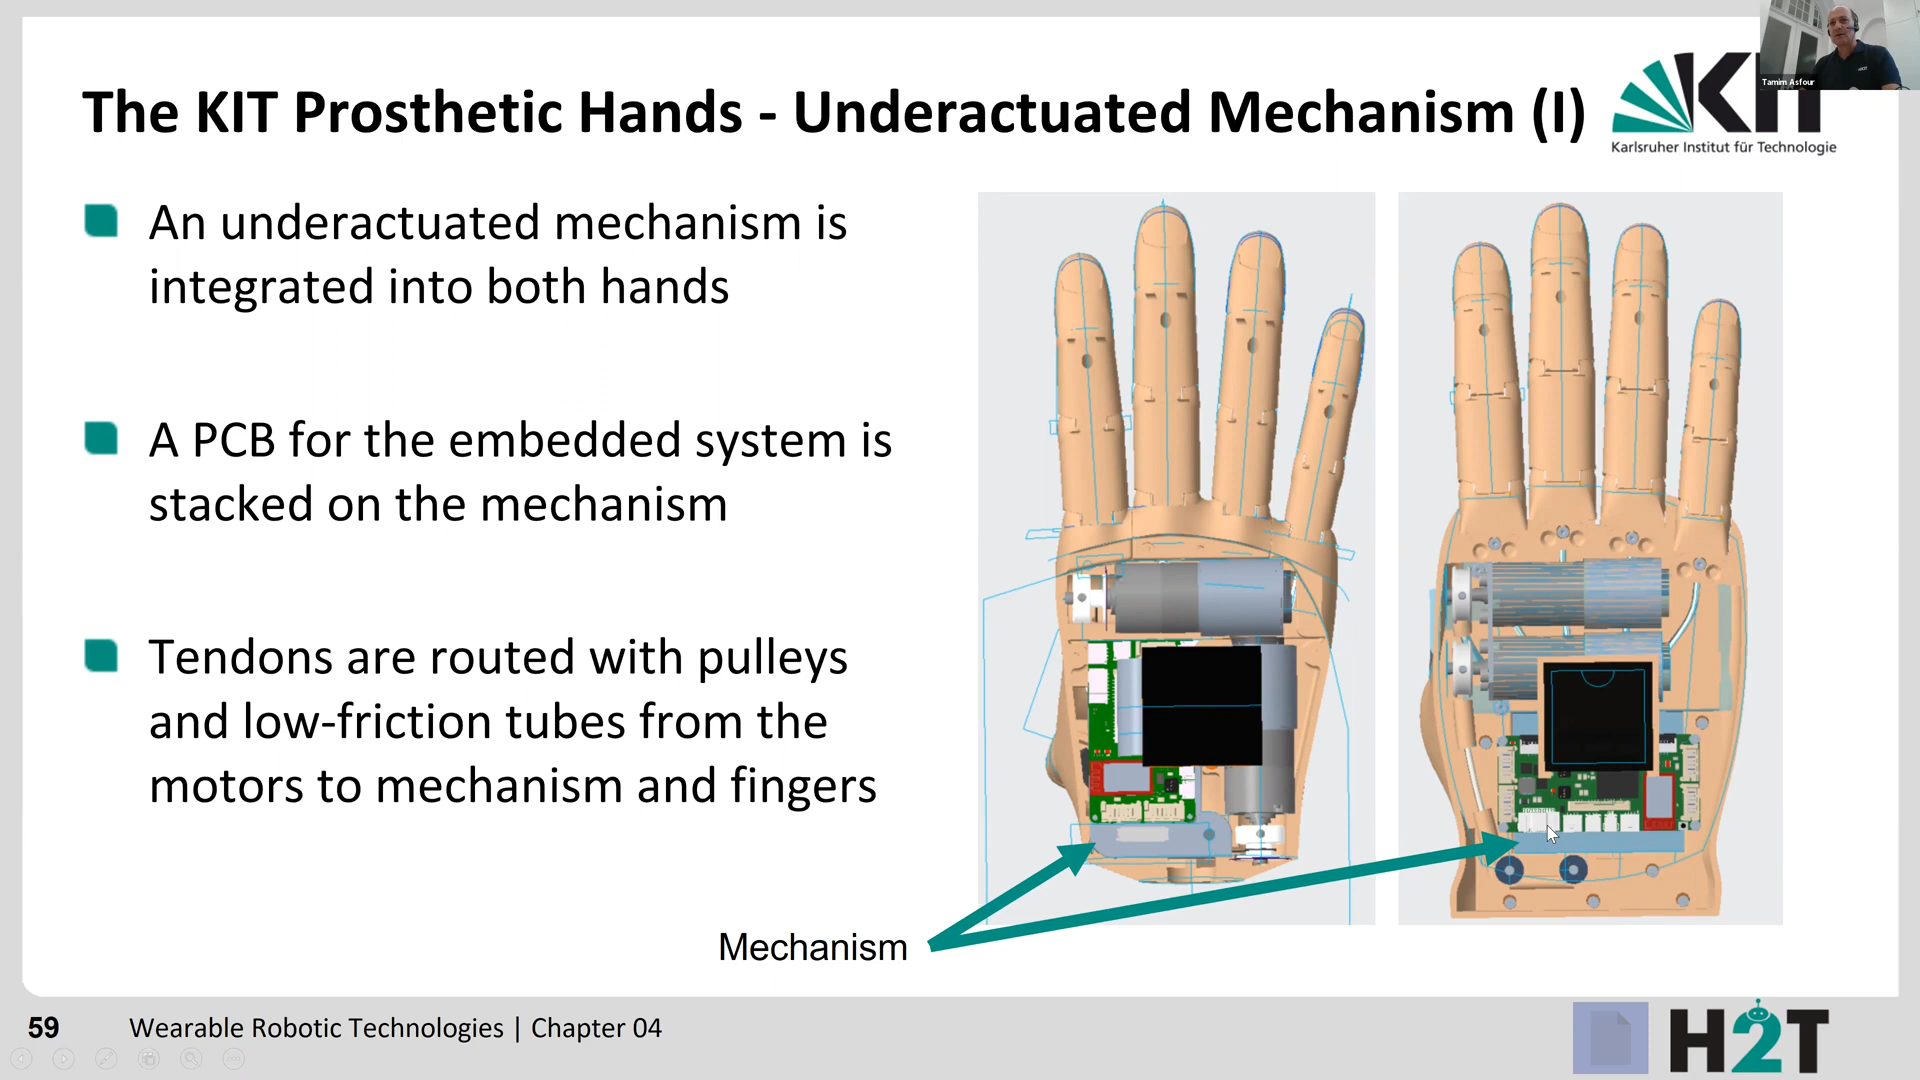 Tamim Asfour
The KIT Prosthetic Hands - Underactuated Mechanism (I)
KIT
Karlsruher Institut für Technologie
An underactuated mechanism is
integrated into both hands
A PCB for the embedded system is
stacked on the mechanism
Tendons are routed with pulleys
and low-friction tubes from the
motors to mechanism and fingers
Mechanism
59
Wearable Robotic Technologies | Chapter 04
H2T